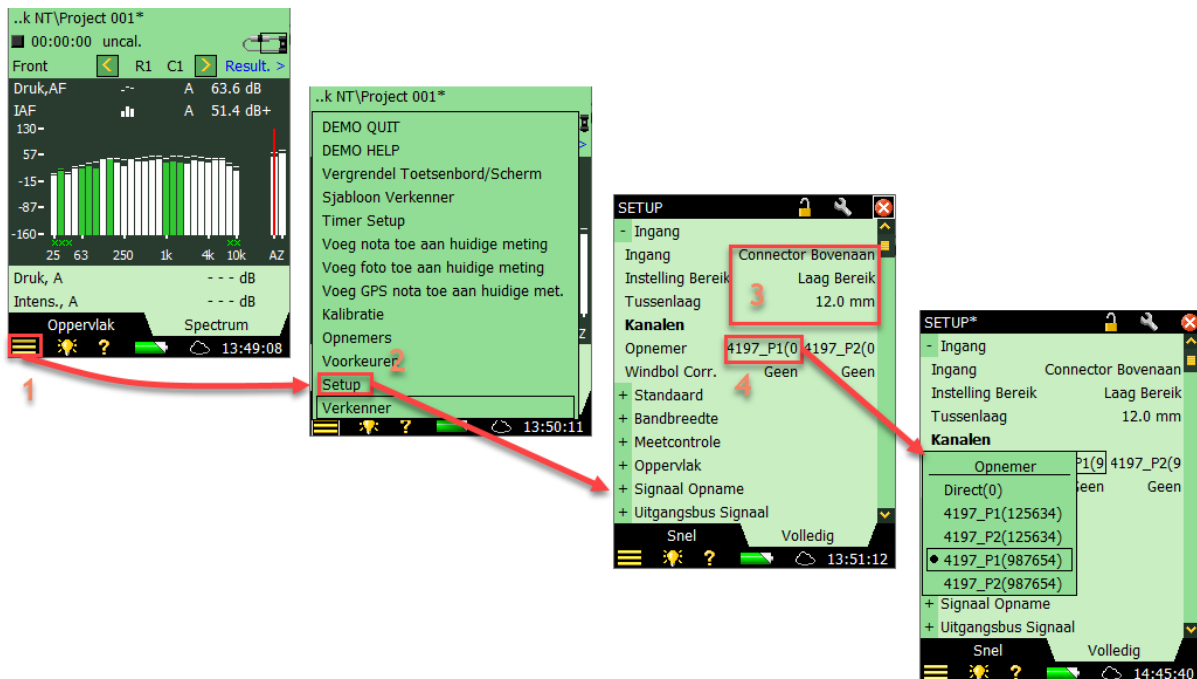 ..k NT\Project 001*
00:00:00 uncal.
Front < R1 C1 > Result. >
Druk,AF -~- A 63.6 dB
IAF A 51.4 dB+
130-
57-
-15-
-87-
-160-
xxx xx
25 63 250 1k 4k 10k AZ
Druk, A - - - dB
Intens., A - - - dB
Oppervlak Spectrum
? 13:49:08
1
..k NT\Project 001*
DEMO QUIT
DEMO HELP
Vergrendel Toetsenbord/Scherm
Sjabloon Verkenner
Timer Setup
Voeg nota toe aan huidige meting
Voeg foto toe aan huidige meting
Voeg GPS nota toe aan huidige met.
Kalibratie
Opnemers
Voorkeuren
2
Setup
Verkenner
? 13:50:11
>
Z
SETUP
- Ingang
Ingang Connector Bovenaan
Instelling Bereik Laag Bereik
3
Tussenlaag 12.0 mm
Kanalen
Opnemer 4197_P1(0 4197_P2(0
4
Windbol Corr. Geen Geen
+ Standaard
+ Bandbreedte
+ Meetcontrole
+ Oppervlak
+ Signaal Opname
+ Uitgangsbus Signaal
Snel Volledig
? 13:51:12
SETUP*
- Ingang
Ingang Connector Bovenaan
Instelling Bereik Laag Bereik
Tussenlaag 12.0 mm
Kanalen
Opnemer P1(9 4197_P2(9
Geen Geen
Direct(0)
4197_P1(125634)
4197_P2(125634)
4197_P1(987654)
4197_P2(987654)
+ Signaal Opname
+ Uitgangsbus Signaal
Snel Volledig
? 14:45:40